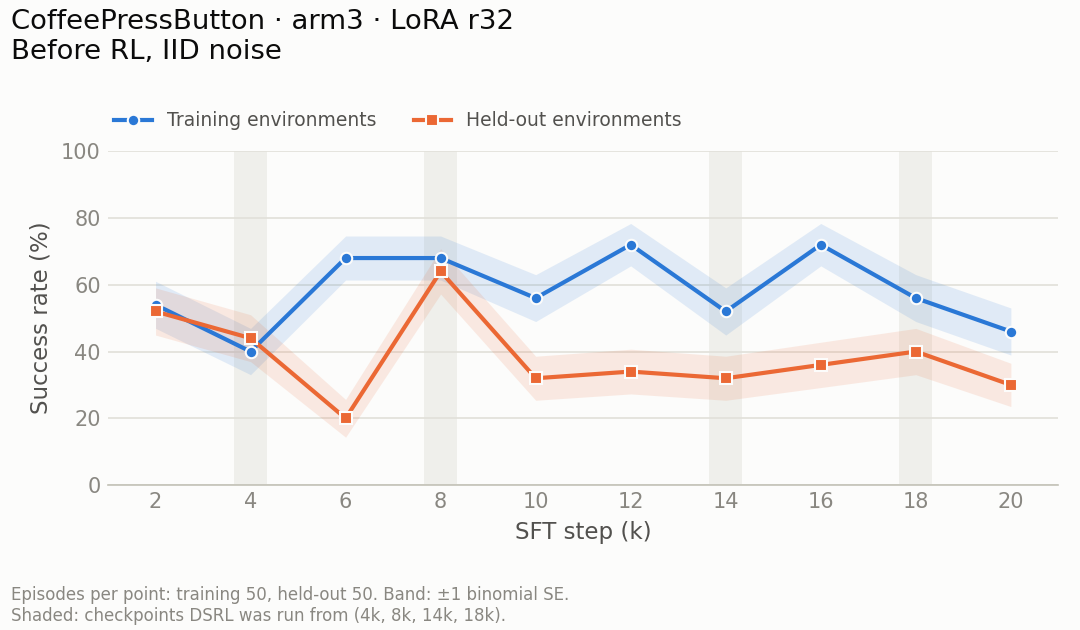 CoffeePressButton · arm3 · LoRA r32
Before RL, IID noise
Training environments
Held-out environments
100
80
60
40
20
0
Success rate (%)
2 4 6 8 10 12 14 16 18 20
SFT step (k)
Episodes per point: training 50, held-out 50. Band: ±1 binomial SE.
Shaded: checkpoints DSRL was run from (4k, 8k, 14k, 18k).